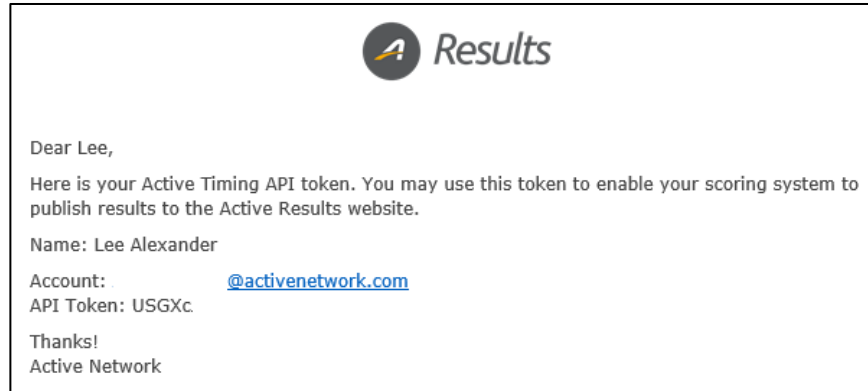 A Results
Dear Lee,
Here is your Active Timing API token. You may use this token to enable your scoring system to
publish results to the Active Results website.
Name: Lee Alexander
Account: @activenetwork.com
API Token: USGXc
Thanks!
Active Network